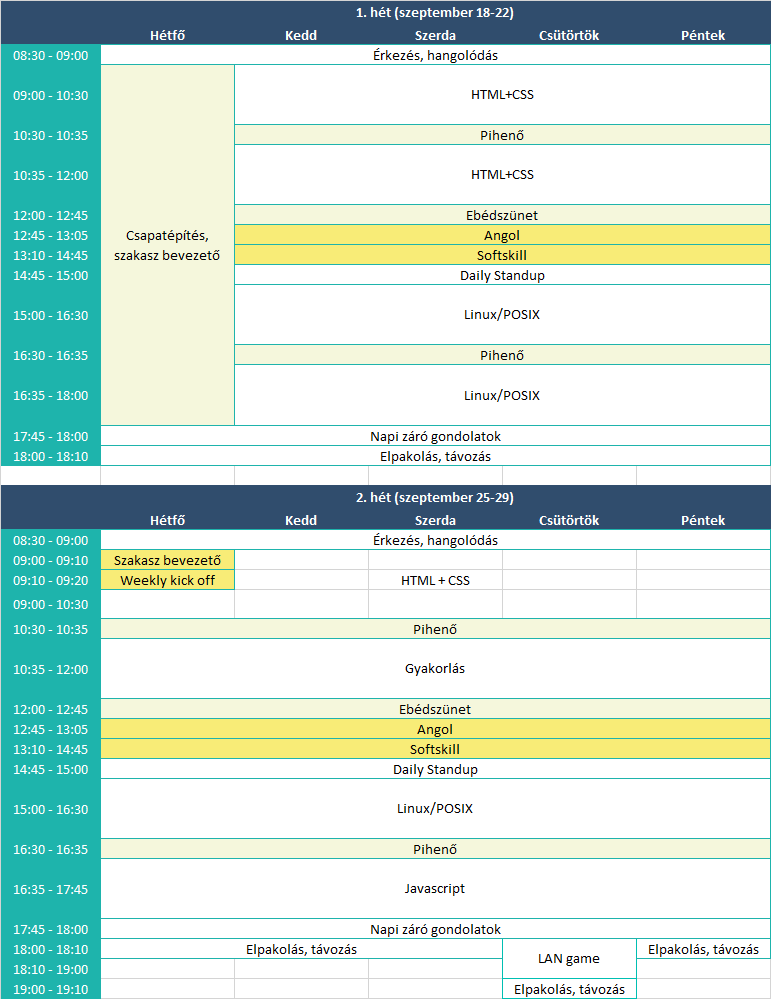 1. hét (szeptember 18-22)
Hétfő Kedd Szerda Csütörtök Péntek
08:30 - 09:00 Érkezés, hangolódás
09:00 - 10:30 HTML+CSS
10:30 - 10:35 Pihenő
10:35 - 12:00 HTML+CSS
12:00 - 12:45 Ebédszünet
12:45 - 13:05 Csapatépítés, Angol
13:10 - 14:45 szakasz bevezető Softskill
14:45 - 15:00 Daily Standup
15:00 - 16:30 Linux/POSIX
16:30 - 16:35 Pihenő
16:35 - 18:00 Linux/POSIX
17:45 - 18:00 Napi záró gondolatok
18:00 - 18:10 Elpakolás, távozás
2. hét (szeptember 25-29)
Hétfő Kedd Szerda Csütörtök Péntek
08:30 - 09:00 Érkezés, hangolódás
09:00 - 09:10 Szakasz bevezető
09:10 - 09:20 Weekly kick off HTML + CSS
09:00 - 10:30
10:30 - 10:35 Pihenő
10:35 - 12:00 Gyakorlás
12:00 - 12:45 Ebédszünet
12:45 - 13:05 Angol
13:10 - 14:45 Softskill
14:45 - 15:00 Daily Standup
15:00 - 16:30 Linux/POSIX
16:30 - 16:35 Pihenő
16:35 - 17:45 Javascript
17:45 - 18:00 Napi záró gondolatok
18:00 - 18:10 Elpakolás, távozás LAN game Elpakolás, távozás
18:10 - 19:00
19:00 - 19:10 Elpakolás, távozás